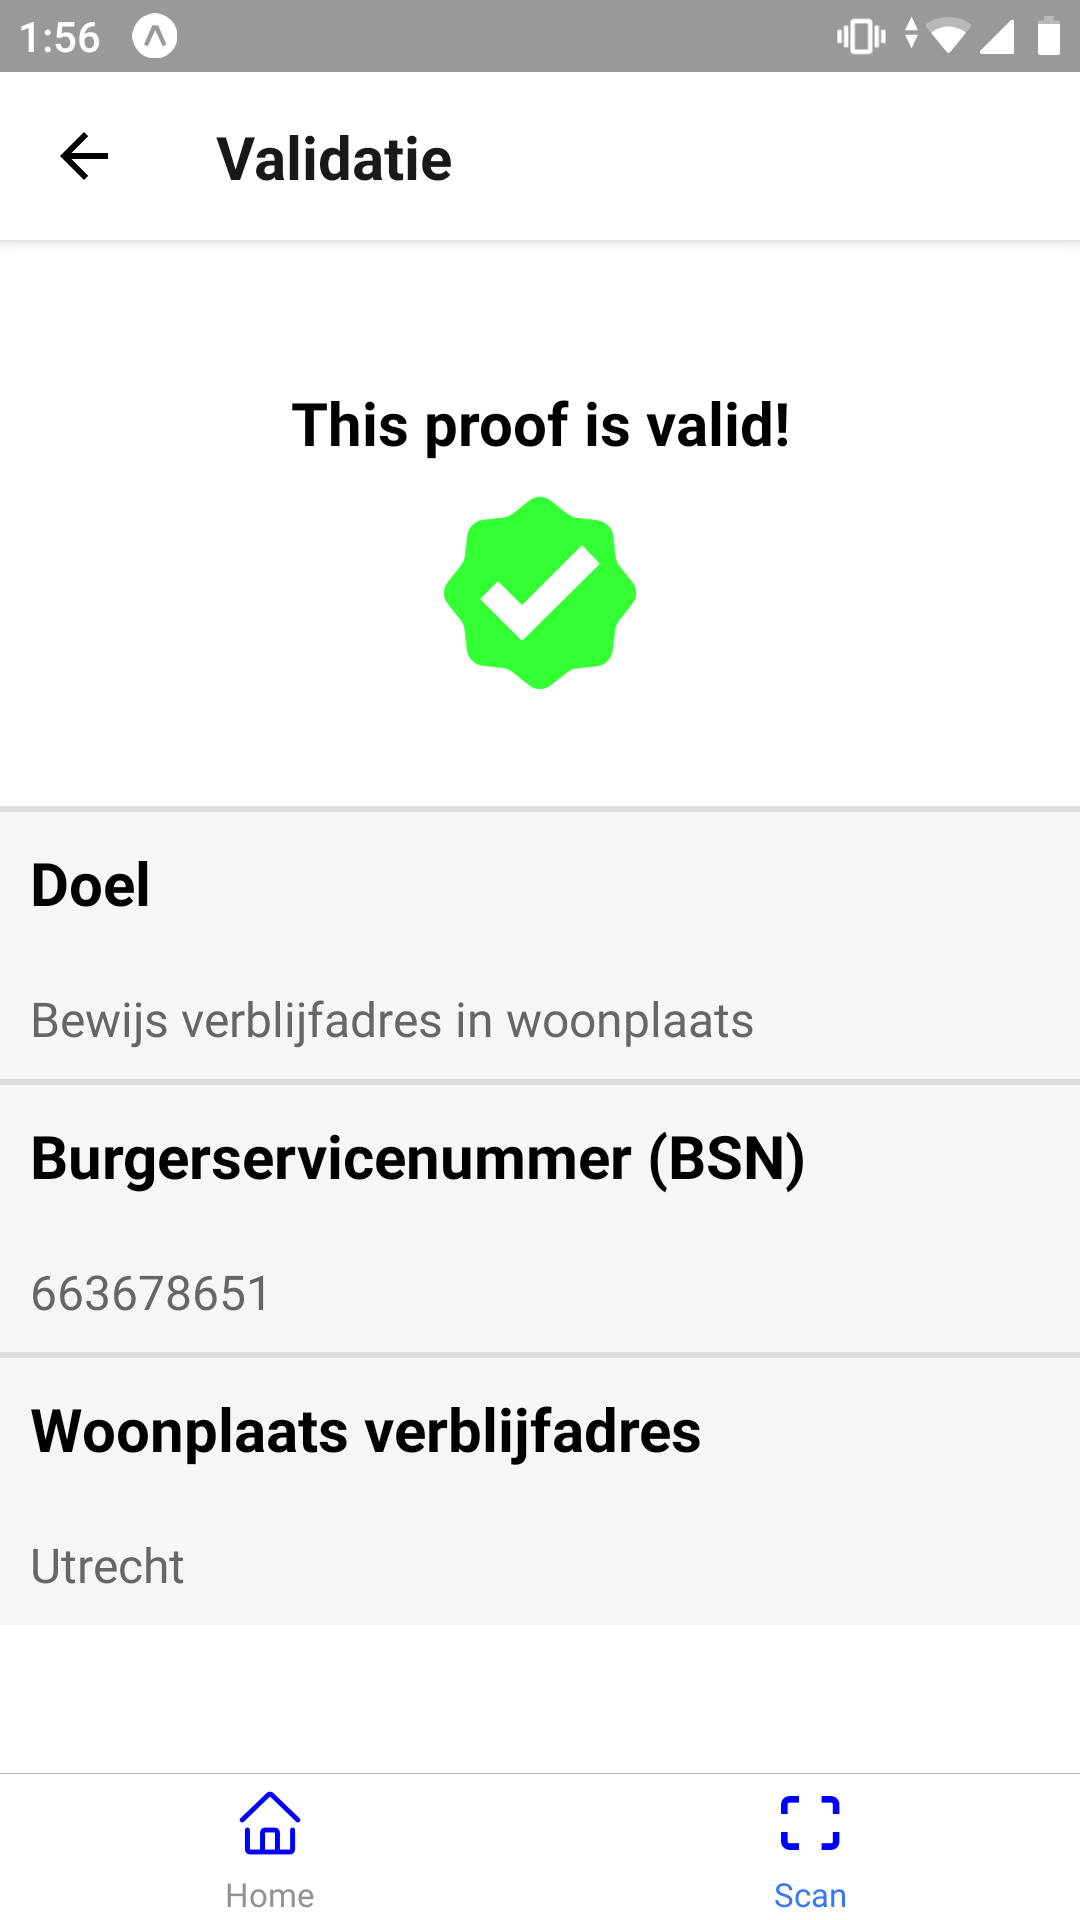 1:56
Validatie
This proof is valid!
Doel
Bewijs verblijfadres in woonplaats
Burgerservicenummer (BSN)
663678651
Woonplaats verblijfadres
Utrecht
Home
Scan